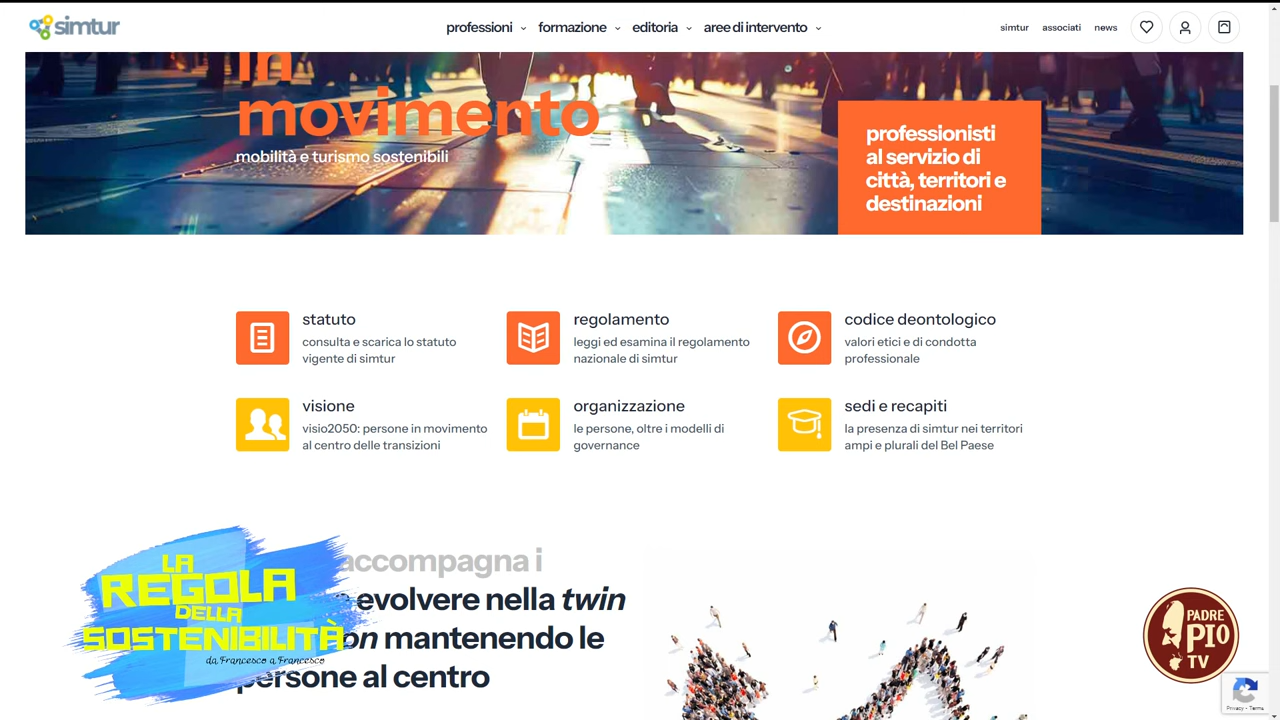 simtur
professioni
formazione
editoria
aree di intervento
simtur
associati
news
in
movimento
mobilità e turismo sostenibili
professionisti
al servizio di
città, territori e
destinazioni
statuto
consulta e scarica lo statuto
vigente di simtur
regolamento
leggi ed esamina il regolamento
nazionale di simtur
codice deontologico
valori etici e di condotta
professionale
visione
visio2050: persone in movimento
al centro delle transizioni
organizzazione
le persone, oltre i modelli di
governance
sedi e recapiti
la presenza di simtur nei territori
ampi e plurali del Bel Paese
accompagna i
evolvere nella twin
on mantenendo le
persone al centro
LA
REGOLA
DELLA
SOSTENIBILITÀ
da Francesco a Francesco
PADRE
PIO
TV
Privacy - Terms